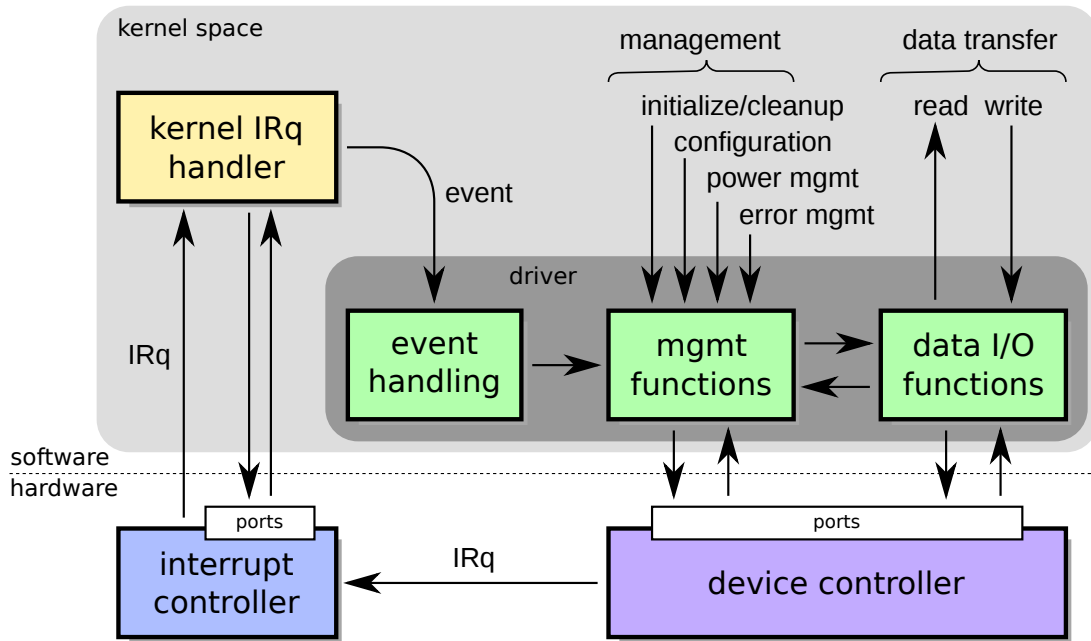 kernel space
management
data transfer
initialize/cleanup
read write
configuration
power mgmt
error mgmt
kernel IRq
handler
event
driver
event
handling
mgmt
functions
data I/O
functions
IRq
software
hardware
ports
interrupt
controller
IRq
ports
device controller